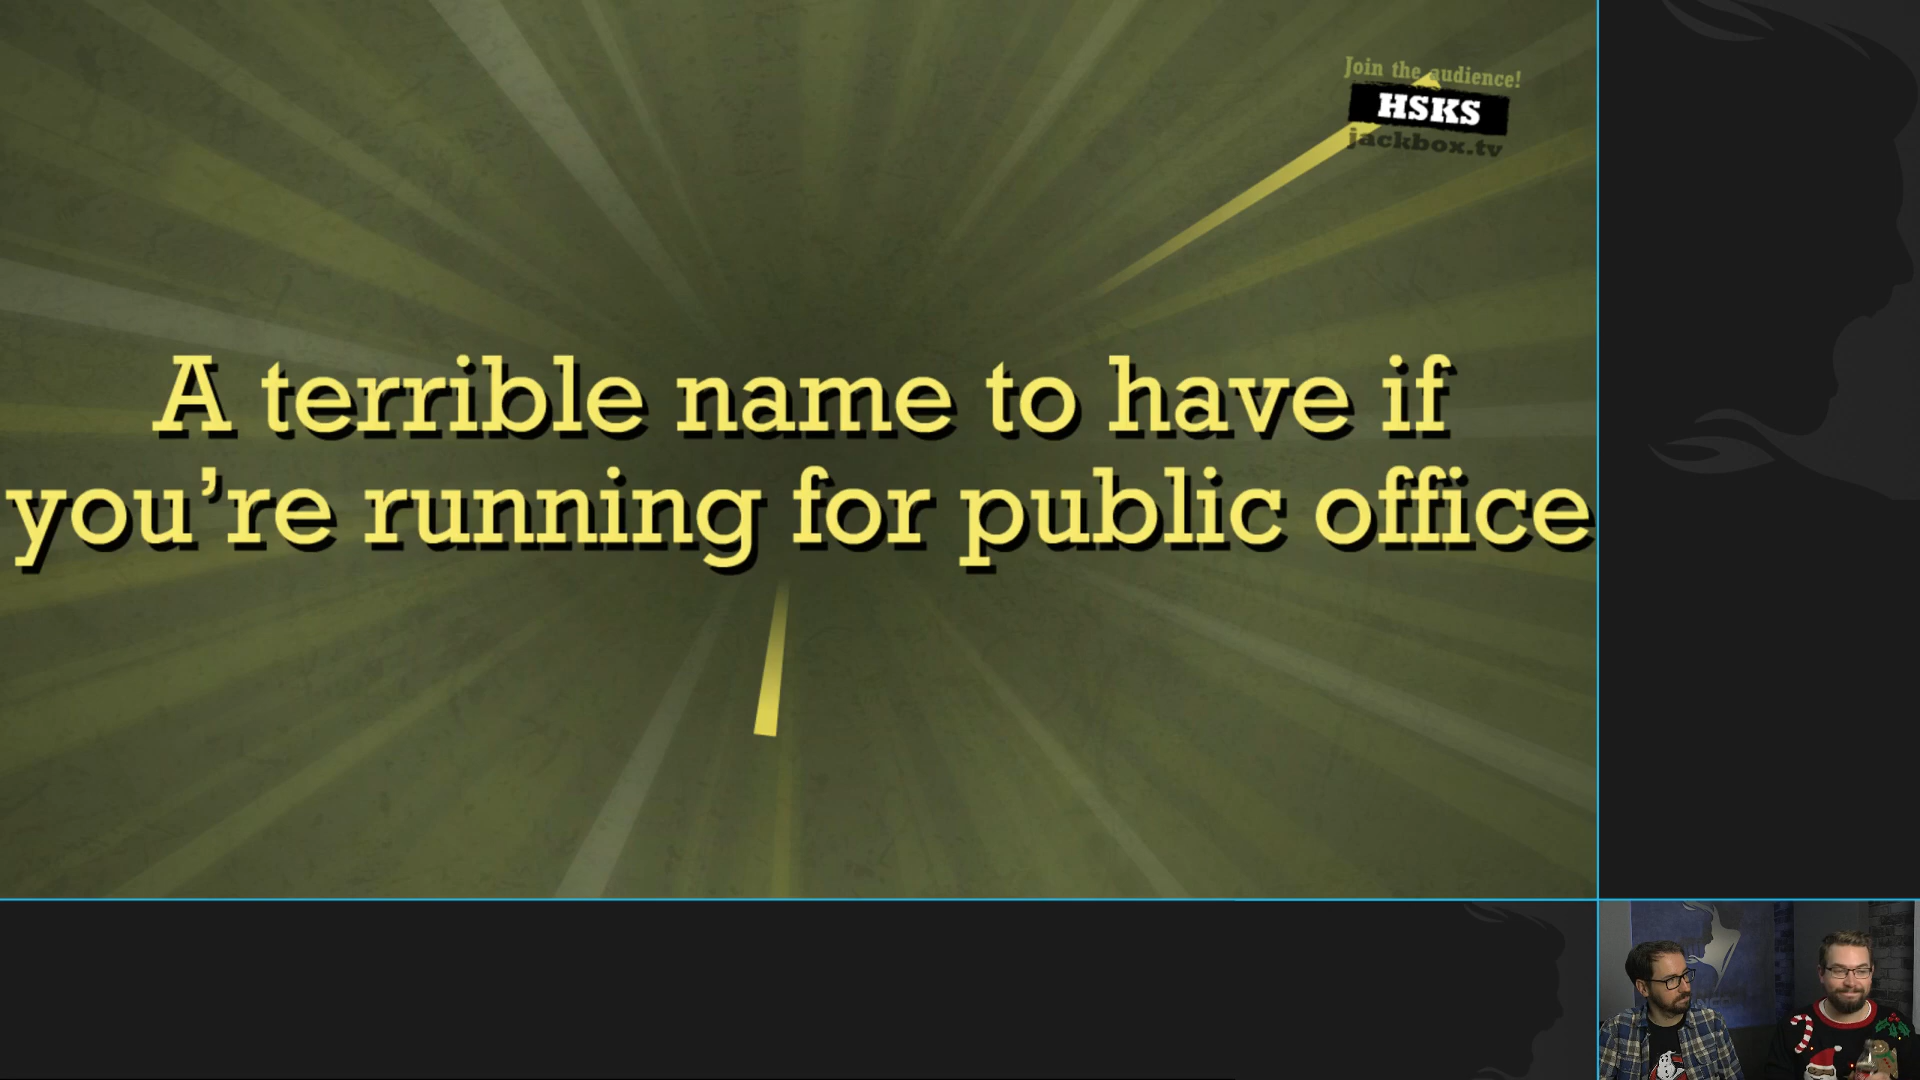 Join the audience!
HSKS
jackbox.tv
A terrible name to have if
you're running for public office